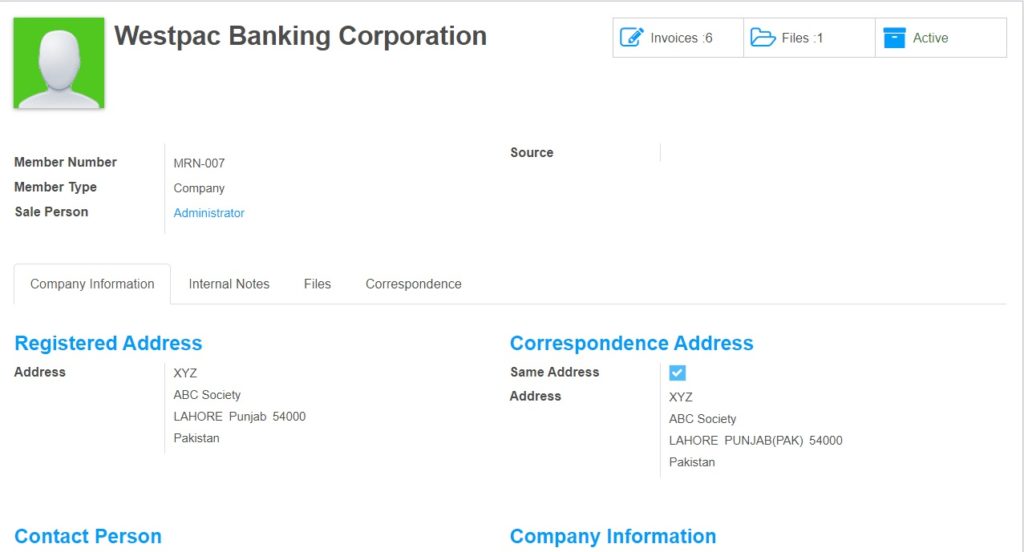 Westpac Banking Corporation
Invoices :6
Files :1
Active
Member Number MRN-007
Member Type Company
Sale Person Administrator
Source
Company Information Internal Notes Files Correspondence
Registered Address
Address XYZ
ABC Society
LAHORE Punjab 54000
Pakistan
Correspondence Address
Same Address
Address XYZ
ABC Society
LAHORE PUNJAB(PAK) 54000
Pakistan
Contact Person
Company Information